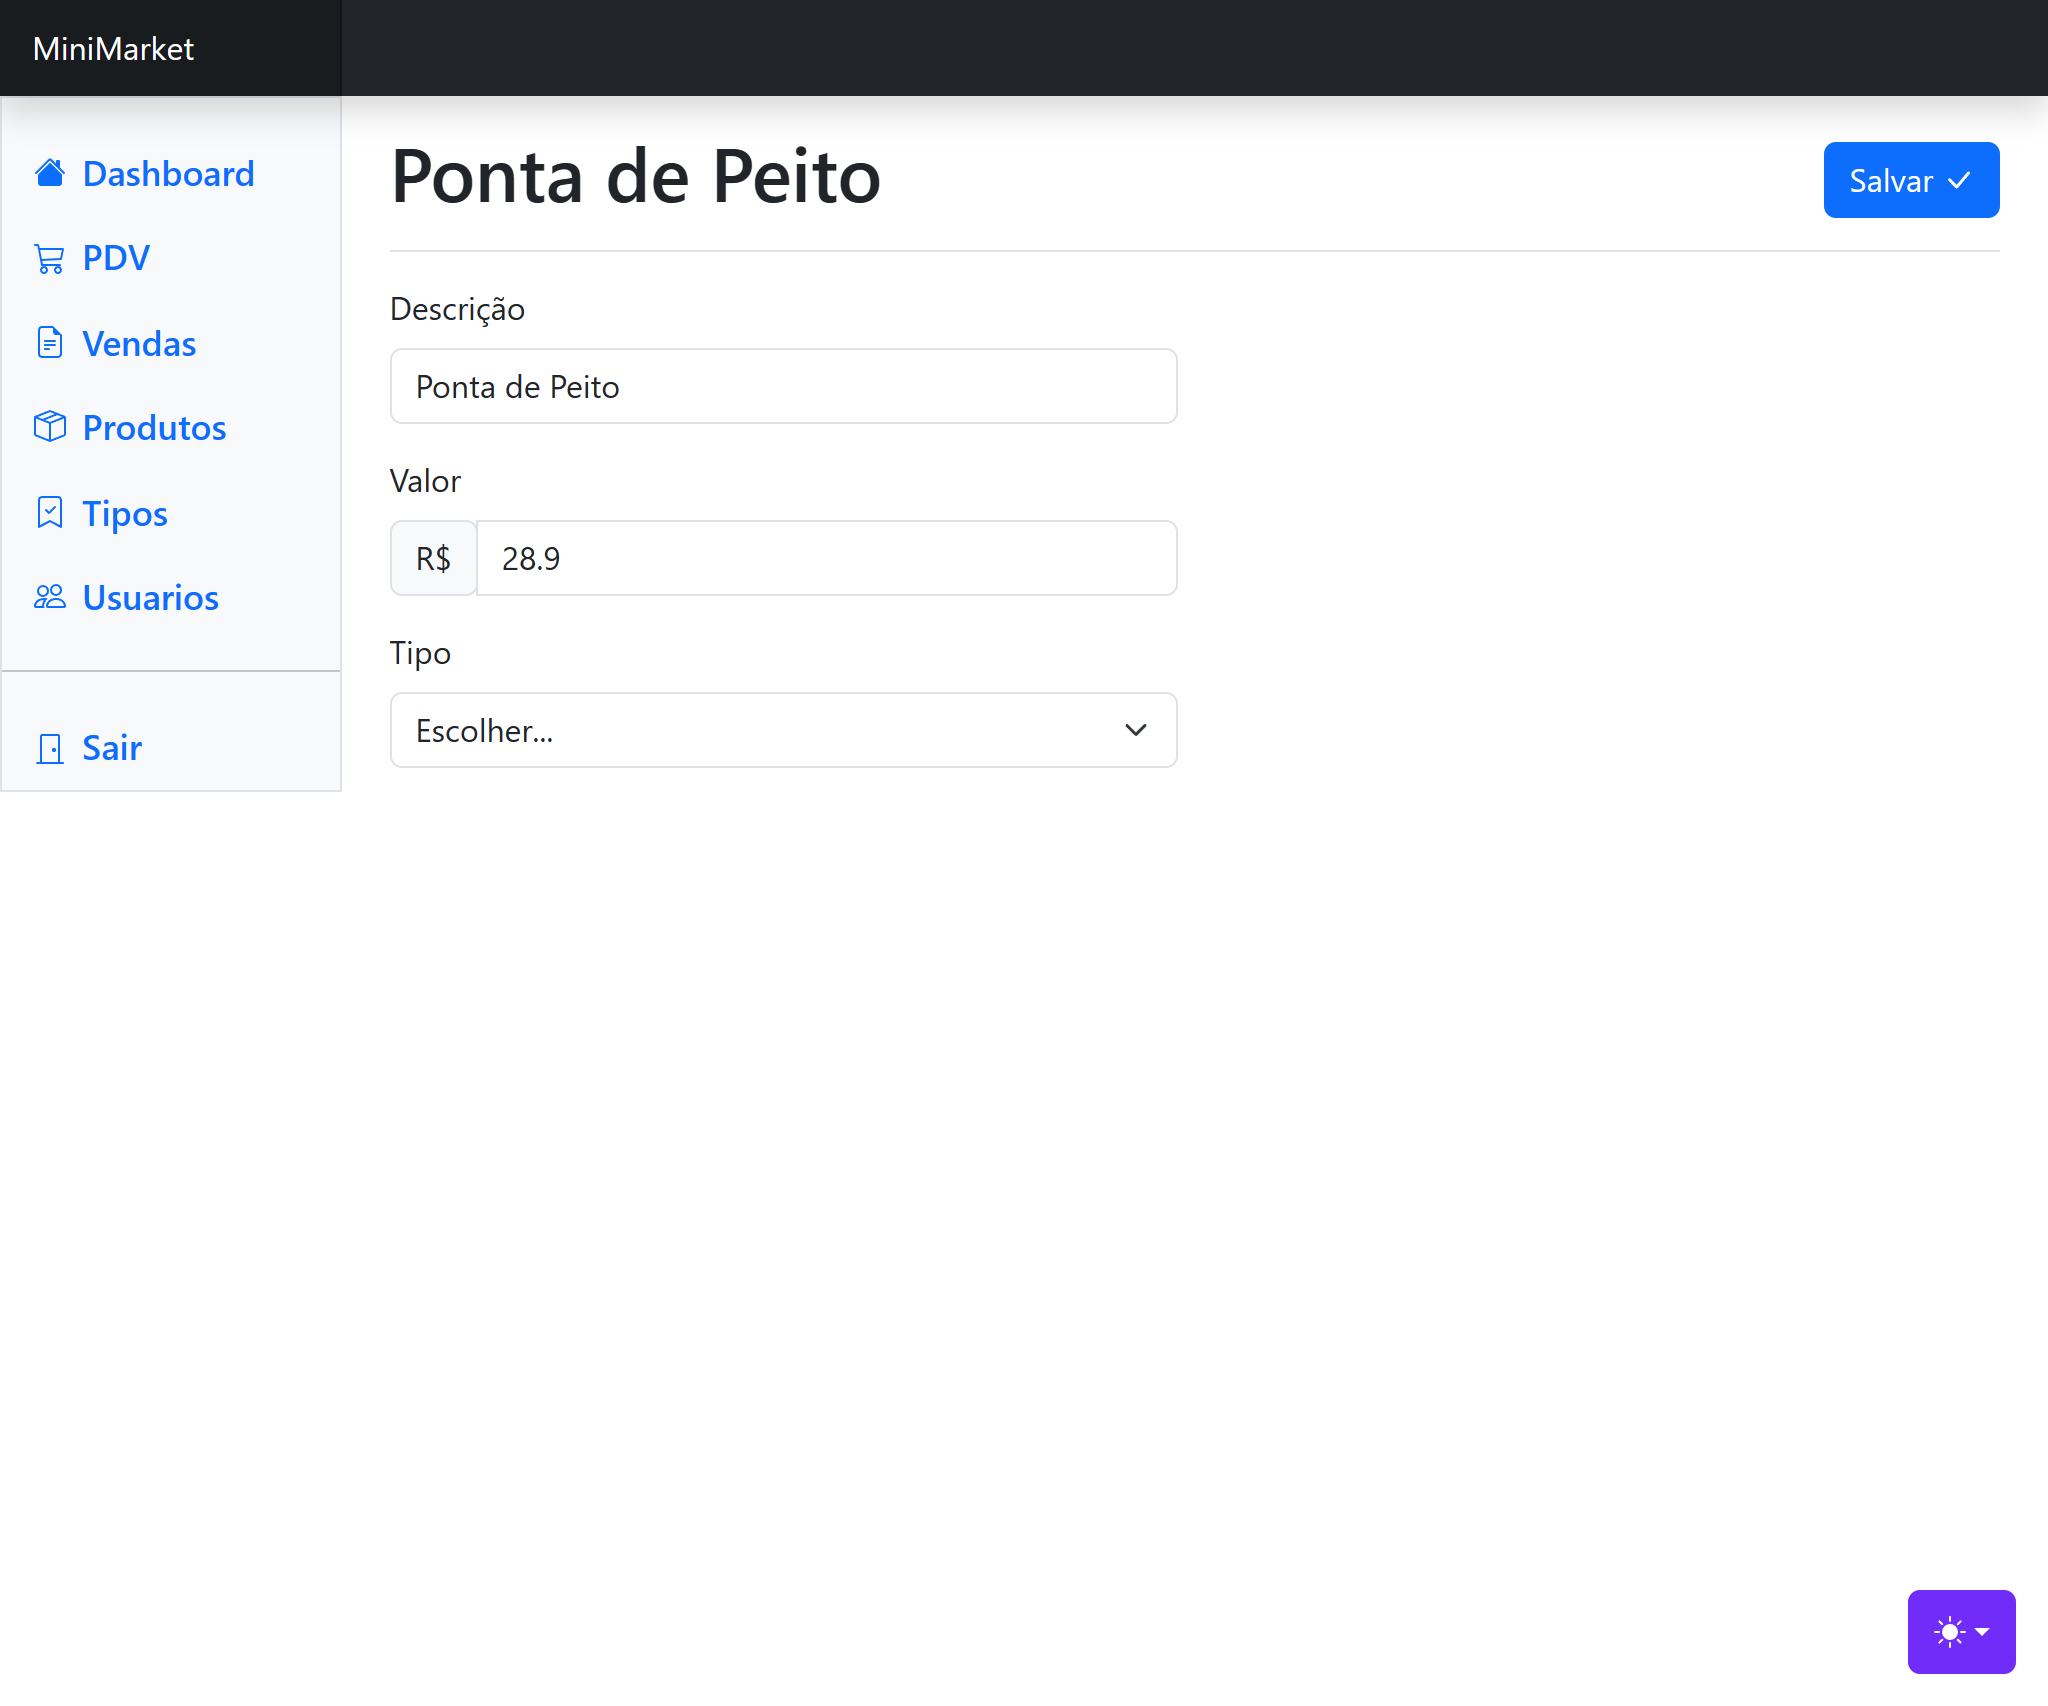 MiniMarket
Dashboard
PDV
Vendas
Produtos
Tipos
Usuarios
Sair
Ponta de Peito
Salvar
Descrição
Ponta de Peito
Valor
R$ 28.9
Tipo
Escolher...